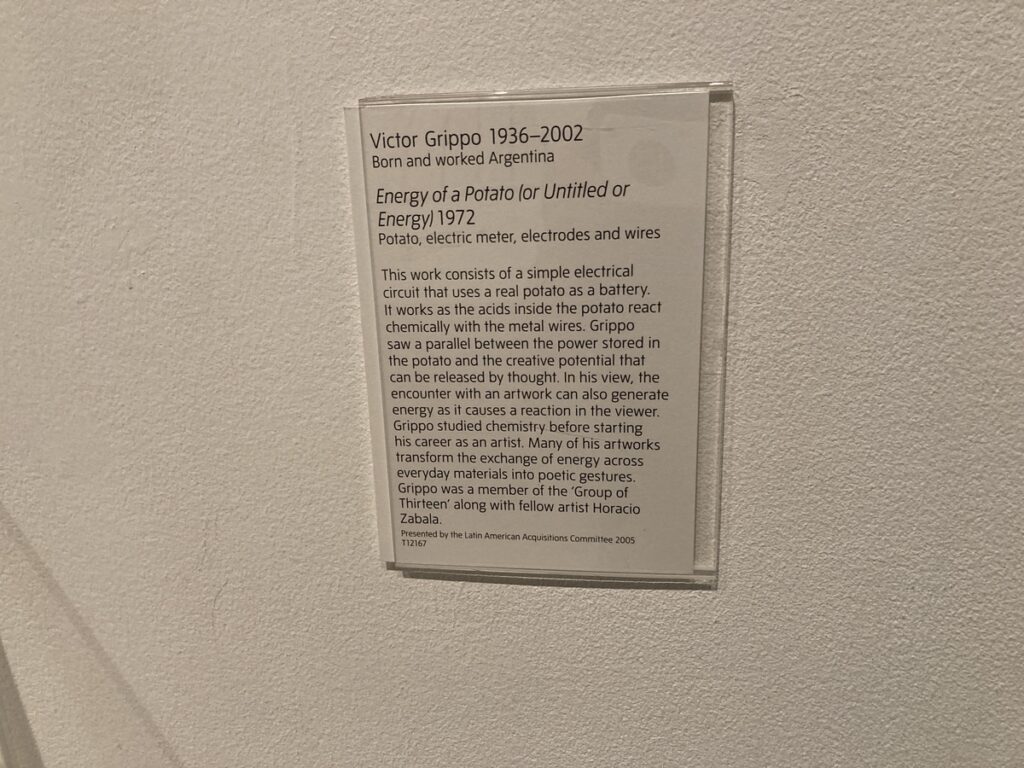 Victor Grippo 1936–2002
Born and worked Argentina
Energy of a Potato (or Untitled or
Energy) 1972
Potato, electric meter, electrodes and wires
This work consists of a simple electrical
circuit that uses a real potato as a battery.
It works as the acids inside the potato react
chemically with the metal wires. Grippo
saw a parallel between the power stored in
the potato and the creative potential that
can be released by thought. In his view, the
encounter with an artwork can also generate
energy as it causes a reaction in the viewer.
Grippo studied chemistry before starting
his career as an artist. Many of his artworks
transform the exchange of energy across
everyday materials into poetic gestures.
Grippo was a member of the ‘Group of
Thirteen’ along with fellow artist Horacio
Zabala.
Presented by the Latin American Acquisitions Committee 2005
T12167